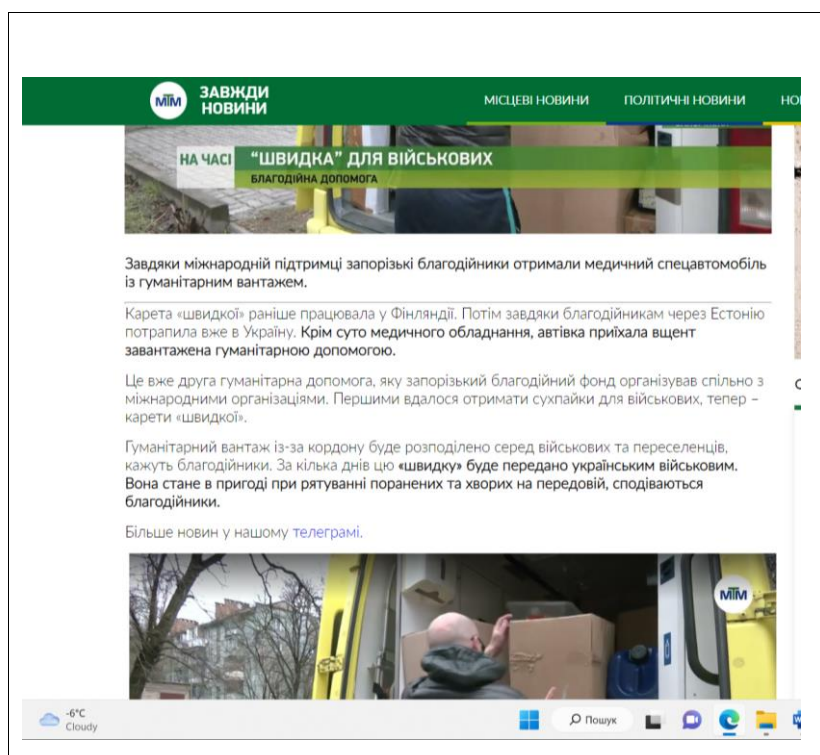 МТМ
ЗАВЖДИ
НОВИНИ
МІСЦЕВІ НОВИНИ
ПОЛІТИЧНІ НОВИНИ
НА ЧАСІ
"ШВИДКА" ДЛЯ ВІЙСЬКОВИХ
БЛАГОДІЙНА ДОПОМОГА
Завдяки міжнародній підтримці запорізькі благодійники отримали медичний спецавтомобіль
із гуманітарним вантажем.
Карета «швидкої» раніше працювала у Фінляндії. Потім завдяки благодійникам через Естонію
потрапила вже в Україну. Крім суто медичного обладнання, автівка приїхала вщент
завантажена гуманітарною допомогою.
Це вже друга гуманітарна допомога, яку запорізький благодійний фонд організував спільно з
міжнародними організаціями. Першими вдалося отримати сухпайки для військових, тепер –
карети «швидкої».
Гуманітарний вантаж із-за кордону буде розподілено серед військових та переселенців,
кажуть благодійники. За кілька днів цю «швидку» буде передано українським військовим.
Вона стане в пригоді при рятуванні поранених та хворих на передовій, сподіваються
благодійники.
Більше новин у нашому телеграмі.
МТМ
-6°C
Cloudy
Пошук